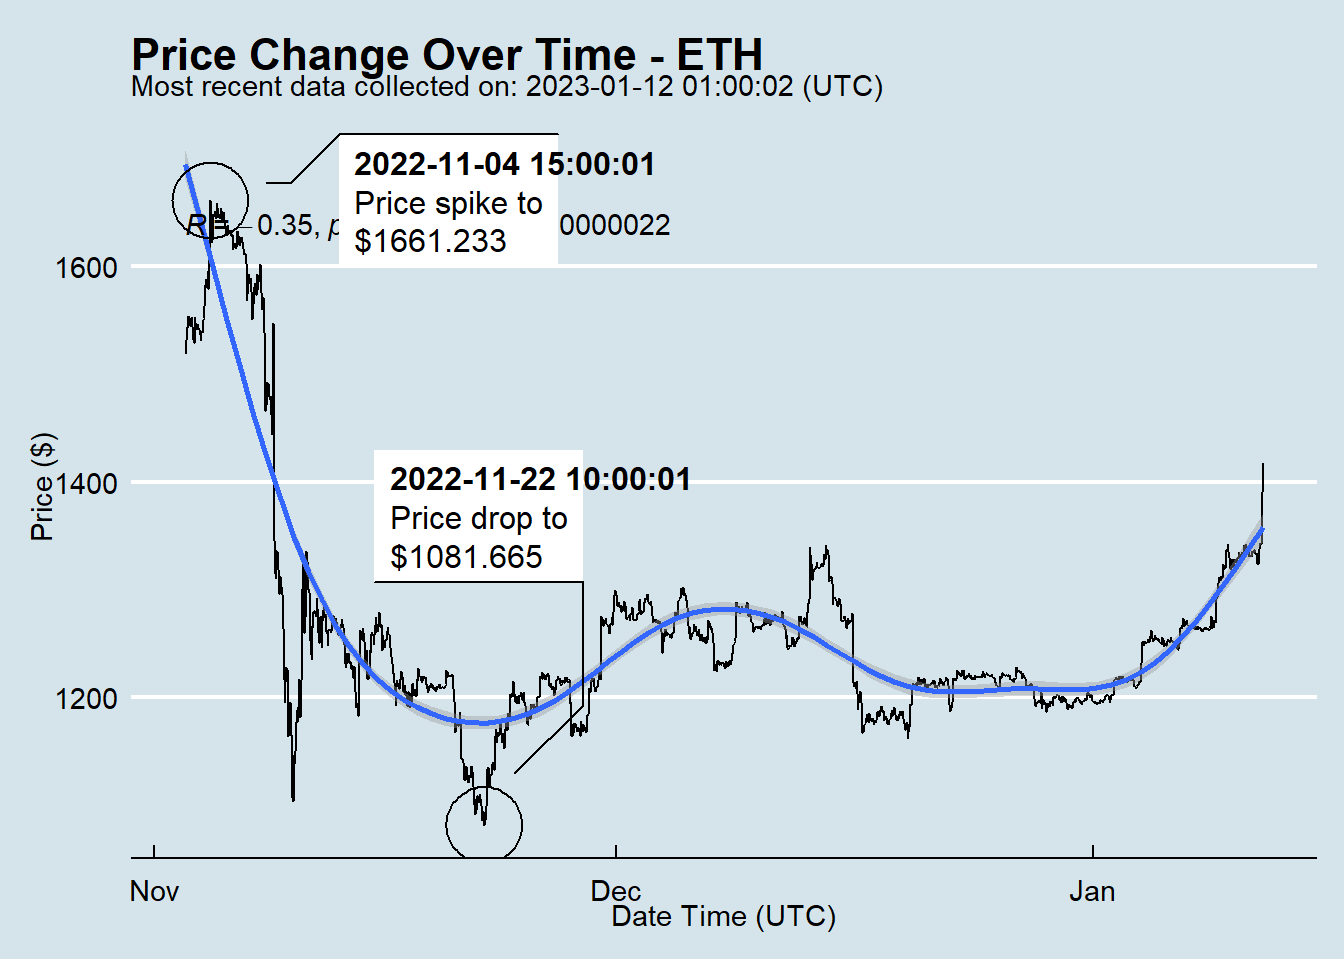 Price Change Over Time - ETH
Most recent data collected on: 2023-01-12 01:00:02 (UTC)
2022-11-04 15:00:01
Price spike to
$1661.233
R = −0.35, p 0000022
1600
2022-11-22 10:00:01
Price drop to
$1081.665
1400
1200
Price ($)
Nov Dec Jan
Date Time (UTC)